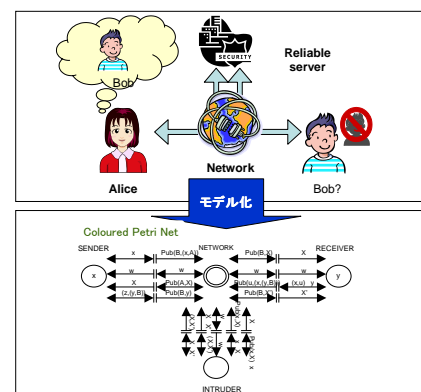 Bob
SECURITY
Reliable
server
Alice
Network
Bob?
モデル化
Coloured Petri Net
SENDER
NETWORK
RECEIVER
x
Pub(B,(x,A))
Pub(B,X)
X
w
w
w
w
x
y
X
Pub(A,X)
Pub(u,(x,(y,B)))
(x,u)
y
(z,(y,B))
Pub(B,y)
Pub(B,X')
X'
(X,X')
X
X'
(X,X')
w
w
X
X'
X
X
INTRUDER